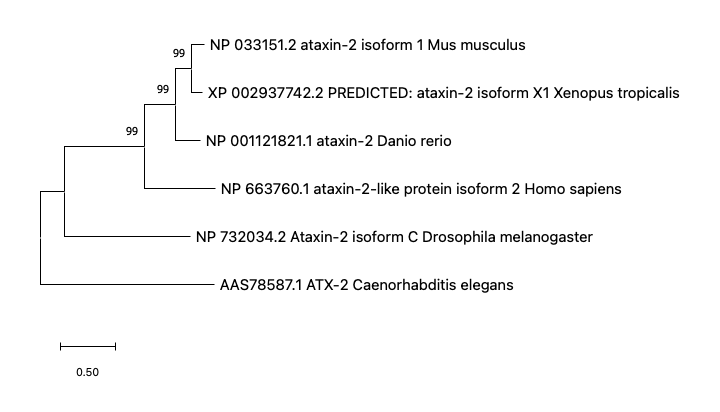 99
NP 033151.2 ataxin-2 isoform 1 Mus musculus
99
XP 002937742.2 PREDICTED: ataxin-2 isoform X1 Xenopus tropicalis
99
NP 001121821.1 ataxin-2 Danio rerio
NP 663760.1 ataxin-2-like protein isoform 2 Homo sapiens
NP 732034.2 Ataxin-2 isoform C Drosophila melanogaster
AAS78587.1 ATX-2 Caenorhabditis elegans
0.50